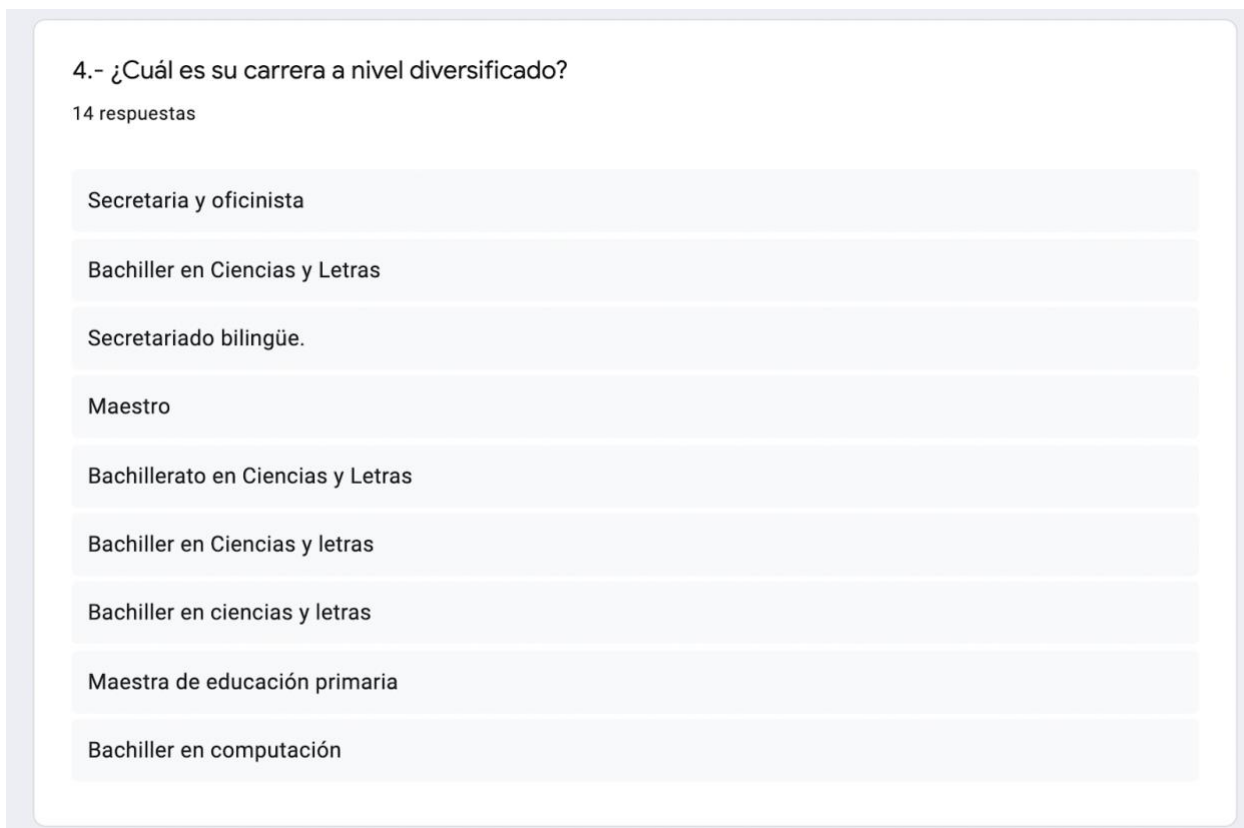 4.- ¿Cuál es su carrera a nivel diversificado?
14 respuestas
Secretaria y oficinista
Bachiller en Ciencias y Letras
Secretariado bilingüe.
Maestro
Bachillerato en Ciencias y Letras
Bachiller en Ciencias y letras
Bachiller en ciencias y letras
Maestra de educación primaria
Bachiller en computación